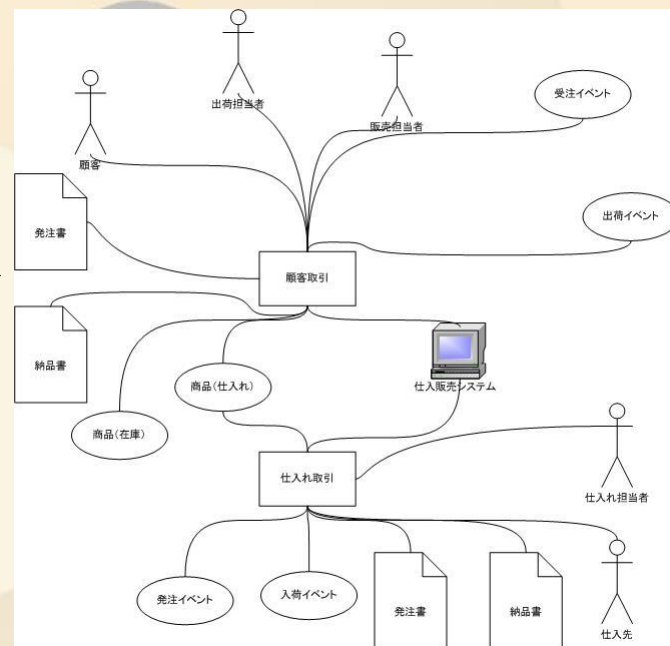 出荷担当者
販売担当者
受注イベント
顧客
発注書
出荷イベント
顧客取引
納品書
商品(仕入れ)
仕入販売システム
商品(在庫)
仕入れ取引
仕入れ担当者
発注イベント
入荷イベント
発注書
納品書
仕入先